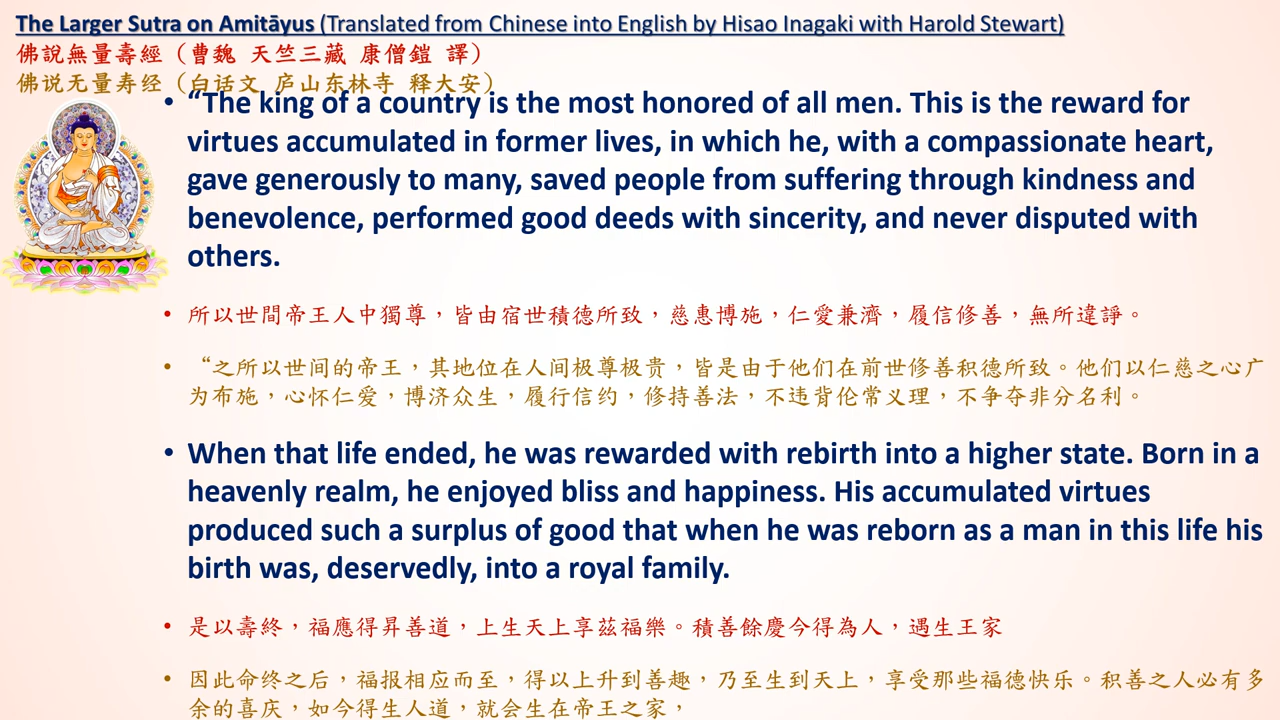 The Larger Sutra on Amitāyus (Translated from Chinese into English by Hisao Inagaki with Harold Stewart)
佛說無量壽經（曹魏 天竺三藏 康僧鎧 譯）
佛说无量寿经（白话文 庐山东林寺 释大安）
• “The king of a country is the most honored of all men. This is the reward for
virtues accumulated in former lives, in which he, with a compassionate heart,
gave generously to many, saved people from suffering through kindness and
benevolence, performed good deeds with sincerity, and never disputed with
others.
• 所以世間帝王人中獨尊，皆由宿世積德所致，慈惠博施，仁愛兼濟，履信修善，無所違諍。
• “之所以世间的帝王，其地位在人间极尊极贵，皆是由于他们在前世修善积德所致。他们以仁慈之心广
为布施，心怀仁爱，博济众生，履行信约，修持善法，不违背伦常义理，不争夺非分名利。
• When that life ended, he was rewarded with rebirth into a higher state. Born in a
heavenly realm, he enjoyed bliss and happiness. His accumulated virtues
produced such a surplus of good that when he was reborn as a man in this life his
birth was, deservedly, into a royal family.
• 是以壽終，福應得昇善道，上生天上享茲福樂。積善餘慶今得為人，遇生王家
• 因此命终之后，福报相应而至，得以上升到善趣，乃至生到天上，享受那些福德快乐。积善之人必有多
余的喜庆，如今得生人道，就会生在帝王之家，